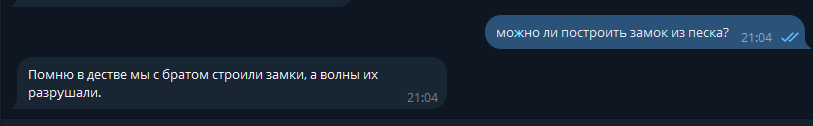 можно ли построить замок из песка?
21:04
Помню в дестве мы с братом строили замки, а волны их
разрушали.
21:04